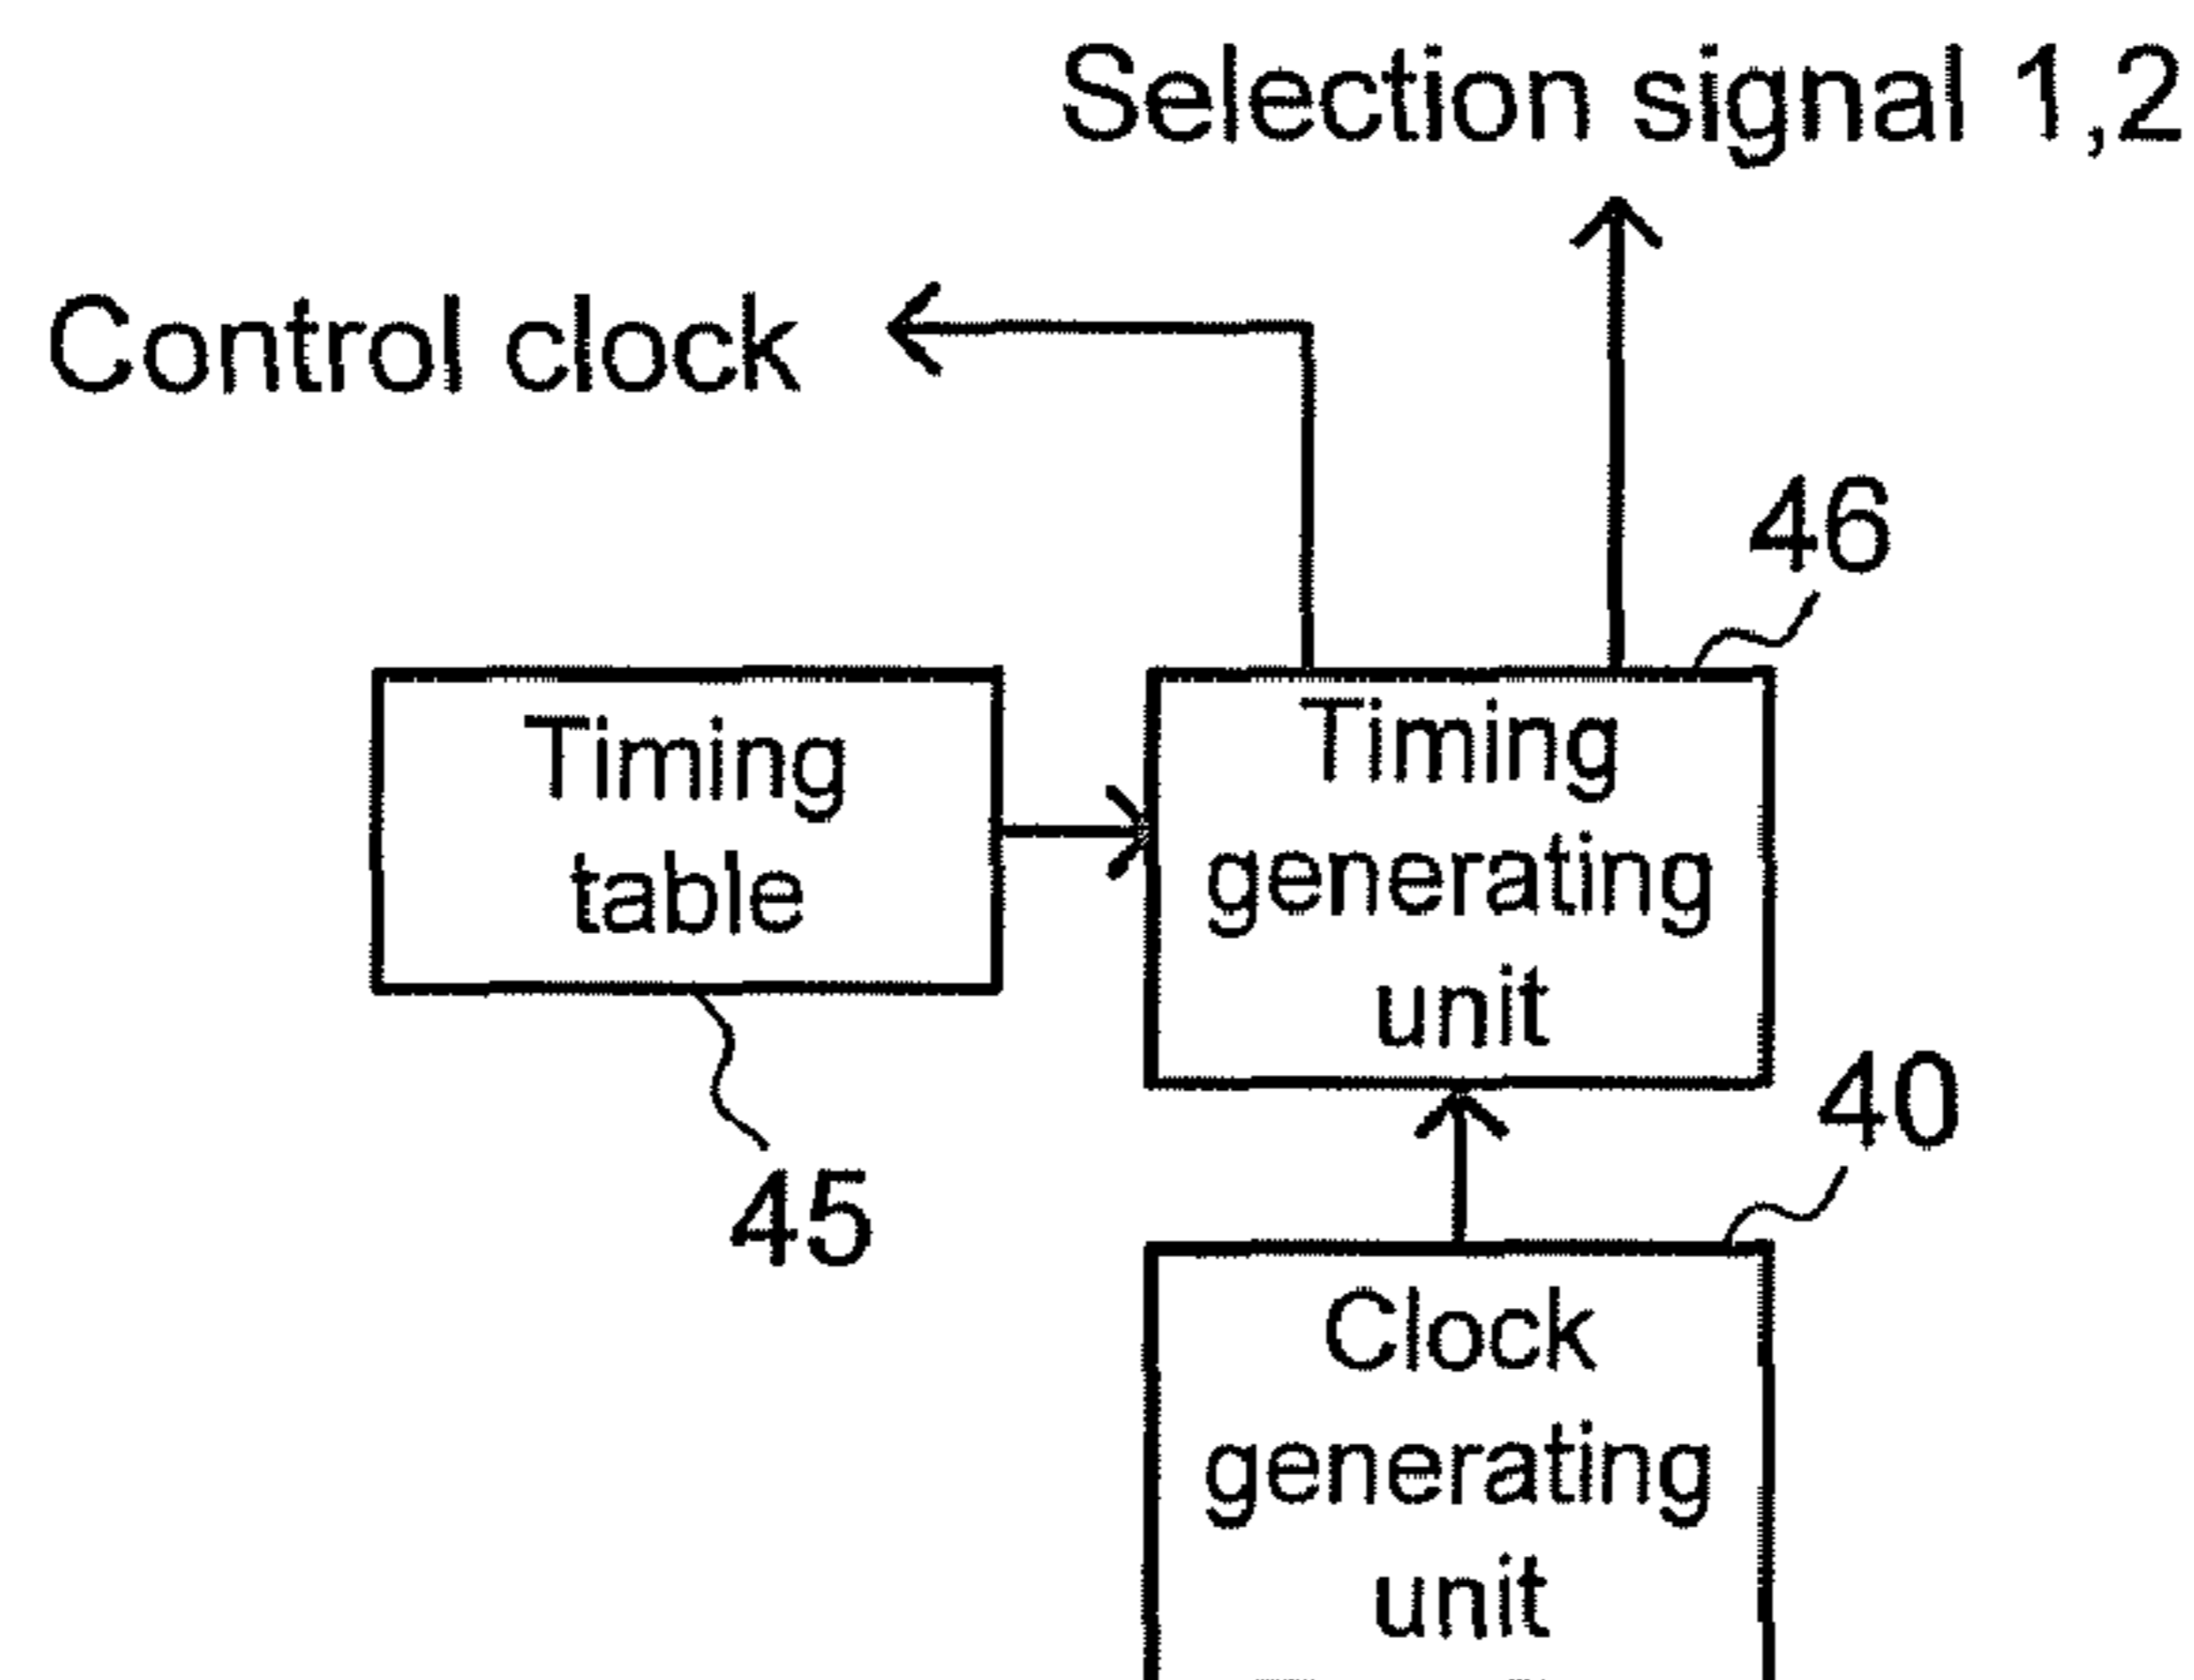 Selection signal 1,2
Control clock
46
Timing
table
Timing
generating
unit
45
40
Clock
generating
unit